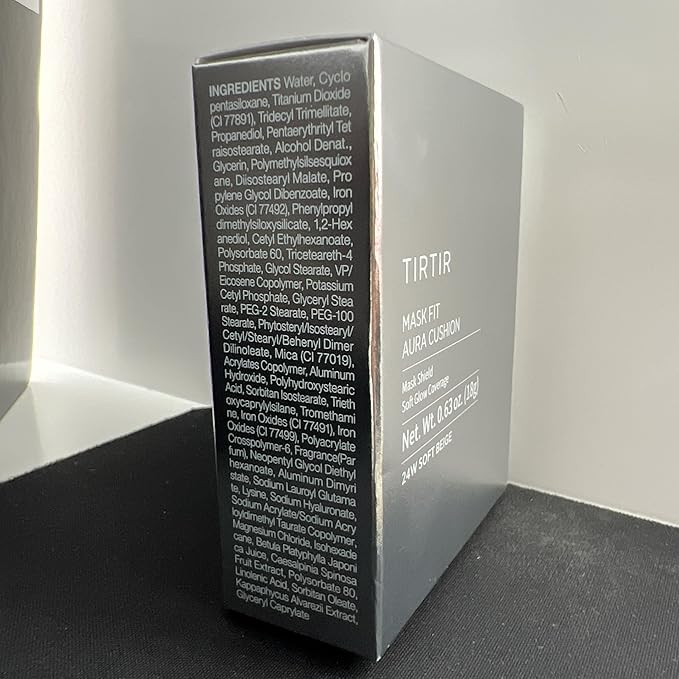 INGREDIENTS Water, Cyclo
pentasiloxane, Titanium Dioxide
(CI 77891), Tridecyl Trimellitate,
Propanediol, Pentaerythrityl Tet
raisostearate, Alcohol Denat.,
Glycerin, Polymethylsilsesquiox
ane, Diisostearyl Malate, Pro
pylene Glycol Dibenzoate, Iron
Oxides (CI 77492), Phenylpropyl
dimethylsiloxysilicate, 1,2-Hex
anediol, Cetyl Ethylhexanoate,
Polysorbate 60, Triceteareth-4
Phosphate, Glycol Stearate, VP/
Eicosene Copolymer, Potassium
Cetyl Phosphate, Glyceryl Stea
rate, PEG-2 Stearate, PEG-100
Stearate, Phytosteryl/Isostearyl/
Cetyl/Stearyl/Behenyl Dimer
Dilinoleate, Mica (CI 77019),
Acrylates Copolymer, Aluminum
Hydroxide, Polyhydroxystearic
Acid, Sorbitan Isostearate, Trieth
oxycaprylylsilane, Tromethami
ne, Iron Oxides (CI 77491), Iron
Oxides (CI 77499), Polyacrylate
Crosspolymer-6, Fragrance(Par
fum), Neopentyl Glycol Diethyl
hexanoate, Aluminum Dimyri
state, Sodium Lauroyl Glutama
te, Lysine, Sodium Hyaluronate,
Sodium Acrylate/Sodium Acry
loyldimethyl Taurate Copolymer,
Magnesium Chloride, Isohexade
cane, Betula Platyphylla Japoni
ca Juice, Caesalpinia Spinosa
Fruit Extract, Polysorbate 80,
Linolenic Acid, Sorbitan Oleate,
Kappaphycus Alvarezii Extract,
Glyceryl Caprylate
TIRTIR
MASK FIT
AURA CUSHION
Mask Shield
Soft Glow Coverage
Net. Wt. 0.63 oz. (18g)
24W SOFT BEIGE